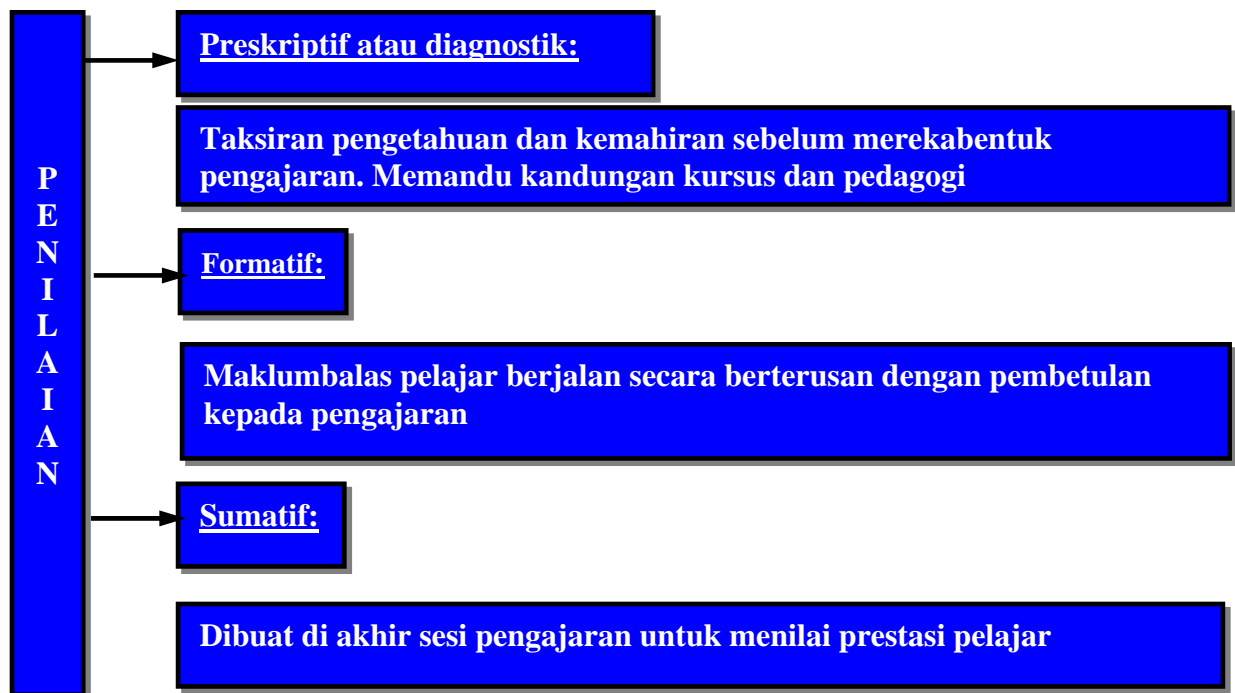 PENILAIAN
Preskriptif atau diagnostik:
Taksiran pengetahuan dan kemahiran sebelum merekabentuk
pengajaran. Memandu kandungan kursus dan pedagogi
Formatif:
Maklumbalas pelajar berjalan secara berterusan dengan pembetulan
kepada pengajaran
Sumatif:
Dibuat di akhir sesi pengajaran untuk menilai prestasi pelajar